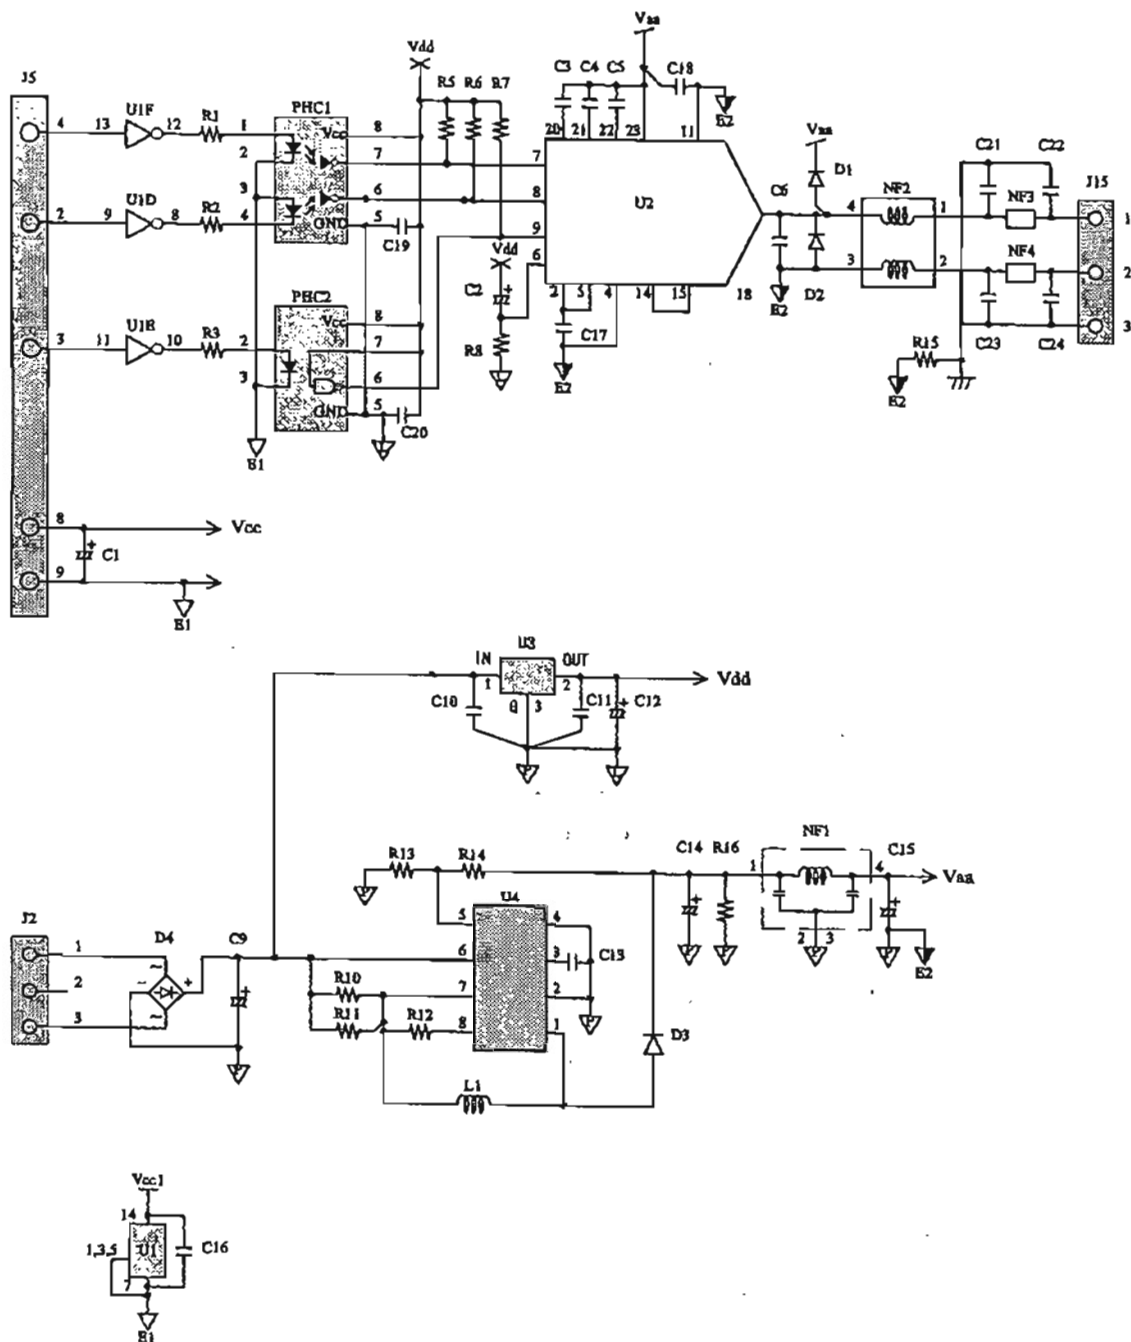 Vaa
Vdd
J5
C3 C4 C5 C18
R5 R6 R7
U1F R1 PHC1
E2
4 13 12 1 Vcc 8
20 21 22 23 11
2 7 7
Vaa
D1
C21 C22
3 6 8 U2
C6
NF2 NF3 J15
U1D R2
2 9 8 4 GND 5 9
4 1 1
C19
Vdd 6
NF4
3 2 2
C2 2 5 4 14 15 18 E2 D2
PHC2
Vcc 8
C17
R15 C23 C24 3
U1E R3
3 11 10 2 7
R8
3 6 E2
E2
GND 5
C20
E1
8 Vcc
C1
9
E1
U3
IN OUT
1 2 Vdd
C10 G 3 C11 C12
NF1
R13 R14 C14 R16 1 4 C15
Vaa
U4
J2
5 4
D4 C9
2 3
1 6 3 C13
E2
~ ~ +
R10
2 7 2
R11 R12
3 ~ 8 1
D3
L1
Vcc1
14
1,3,5 U1 C16
7
E1